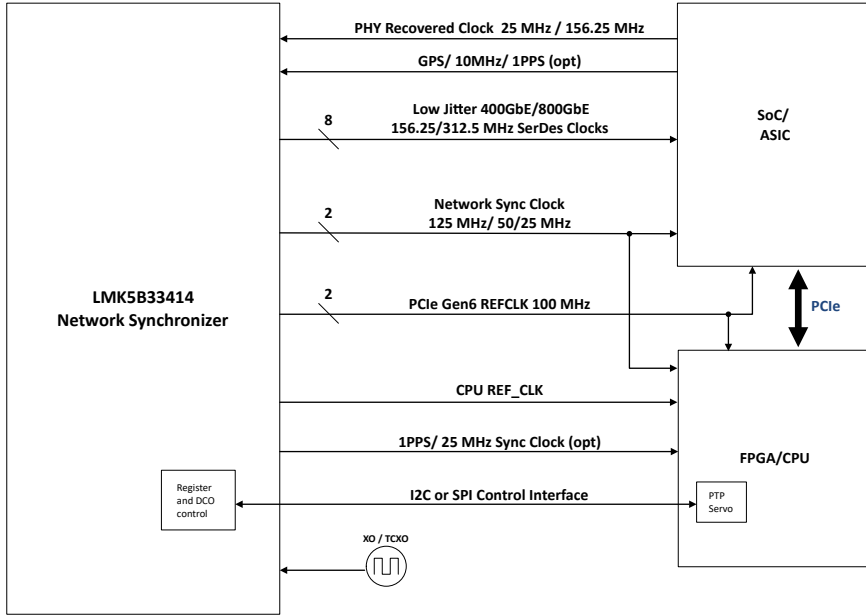 PHY Recovered Clock  25 MHz / 156.25 MHz
GPS/ 10MHz/ 1PPS (opt)
8
Low Jitter 400GbE/800GbE
156.25/312.5 MHz SerDes Clocks
SoC/
ASIC
2
Network Sync Clock
125 MHz/ 50/25 MHz
LMK5B33414
Network Synchronizer
2
PCIe Gen6 REFCLK 100 MHz
PCIe
CPU REF_CLK
1PPS/ 25 MHz Sync Clock (opt)
FPGA/CPU
Register
and DCO
control
I2C or SPI Control Interface
PTP
Servo
XO / TCXO